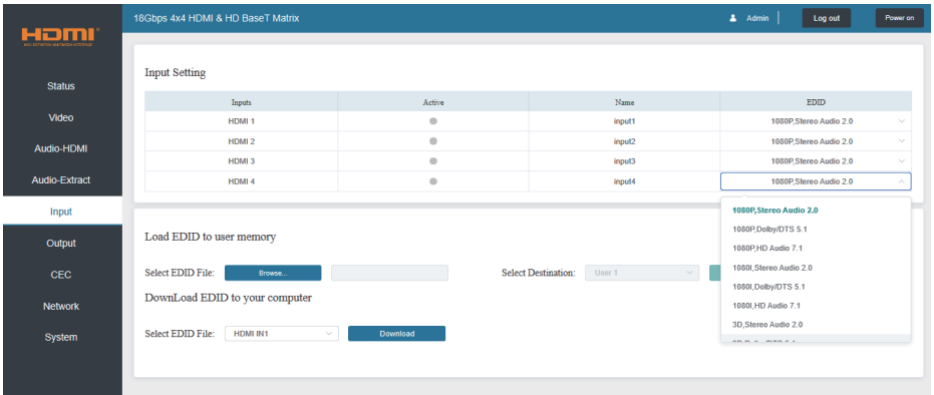 HDMI
18Gbps 4x4 HDMI & HD BaseT Matrix
Admin
Log out
Power on
Status
Video
Audio-HDMI
Audio-Extract
Input
Output
CEC
Network
System
Input Setting
Inputs Active Name EDID
HDMI 1 input1 1080P,Stereo Audio 2.0
HDMI 2 input2 1080P,Stereo Audio 2.0
HDMI 3 input3 1080P,Stereo Audio 2.0
HDMI 4 input4 1080P,Stereo Audio 2.0
1080P,Stereo Audio 2.0
1080P,Dolby/DTS 5.1
1080P,HD Audio 7.1
1080I,Stereo Audio 2.0
1080I,Dolby/DTS 5.1
1080I,HD Audio 7.1
3D,Stereo Audio 2.0
Load EDID to user memory
Select EDID File: Browse... Select Destination: User 1
DownLoad EDID to your computer
Select EDID File: HDMI IN1 Download